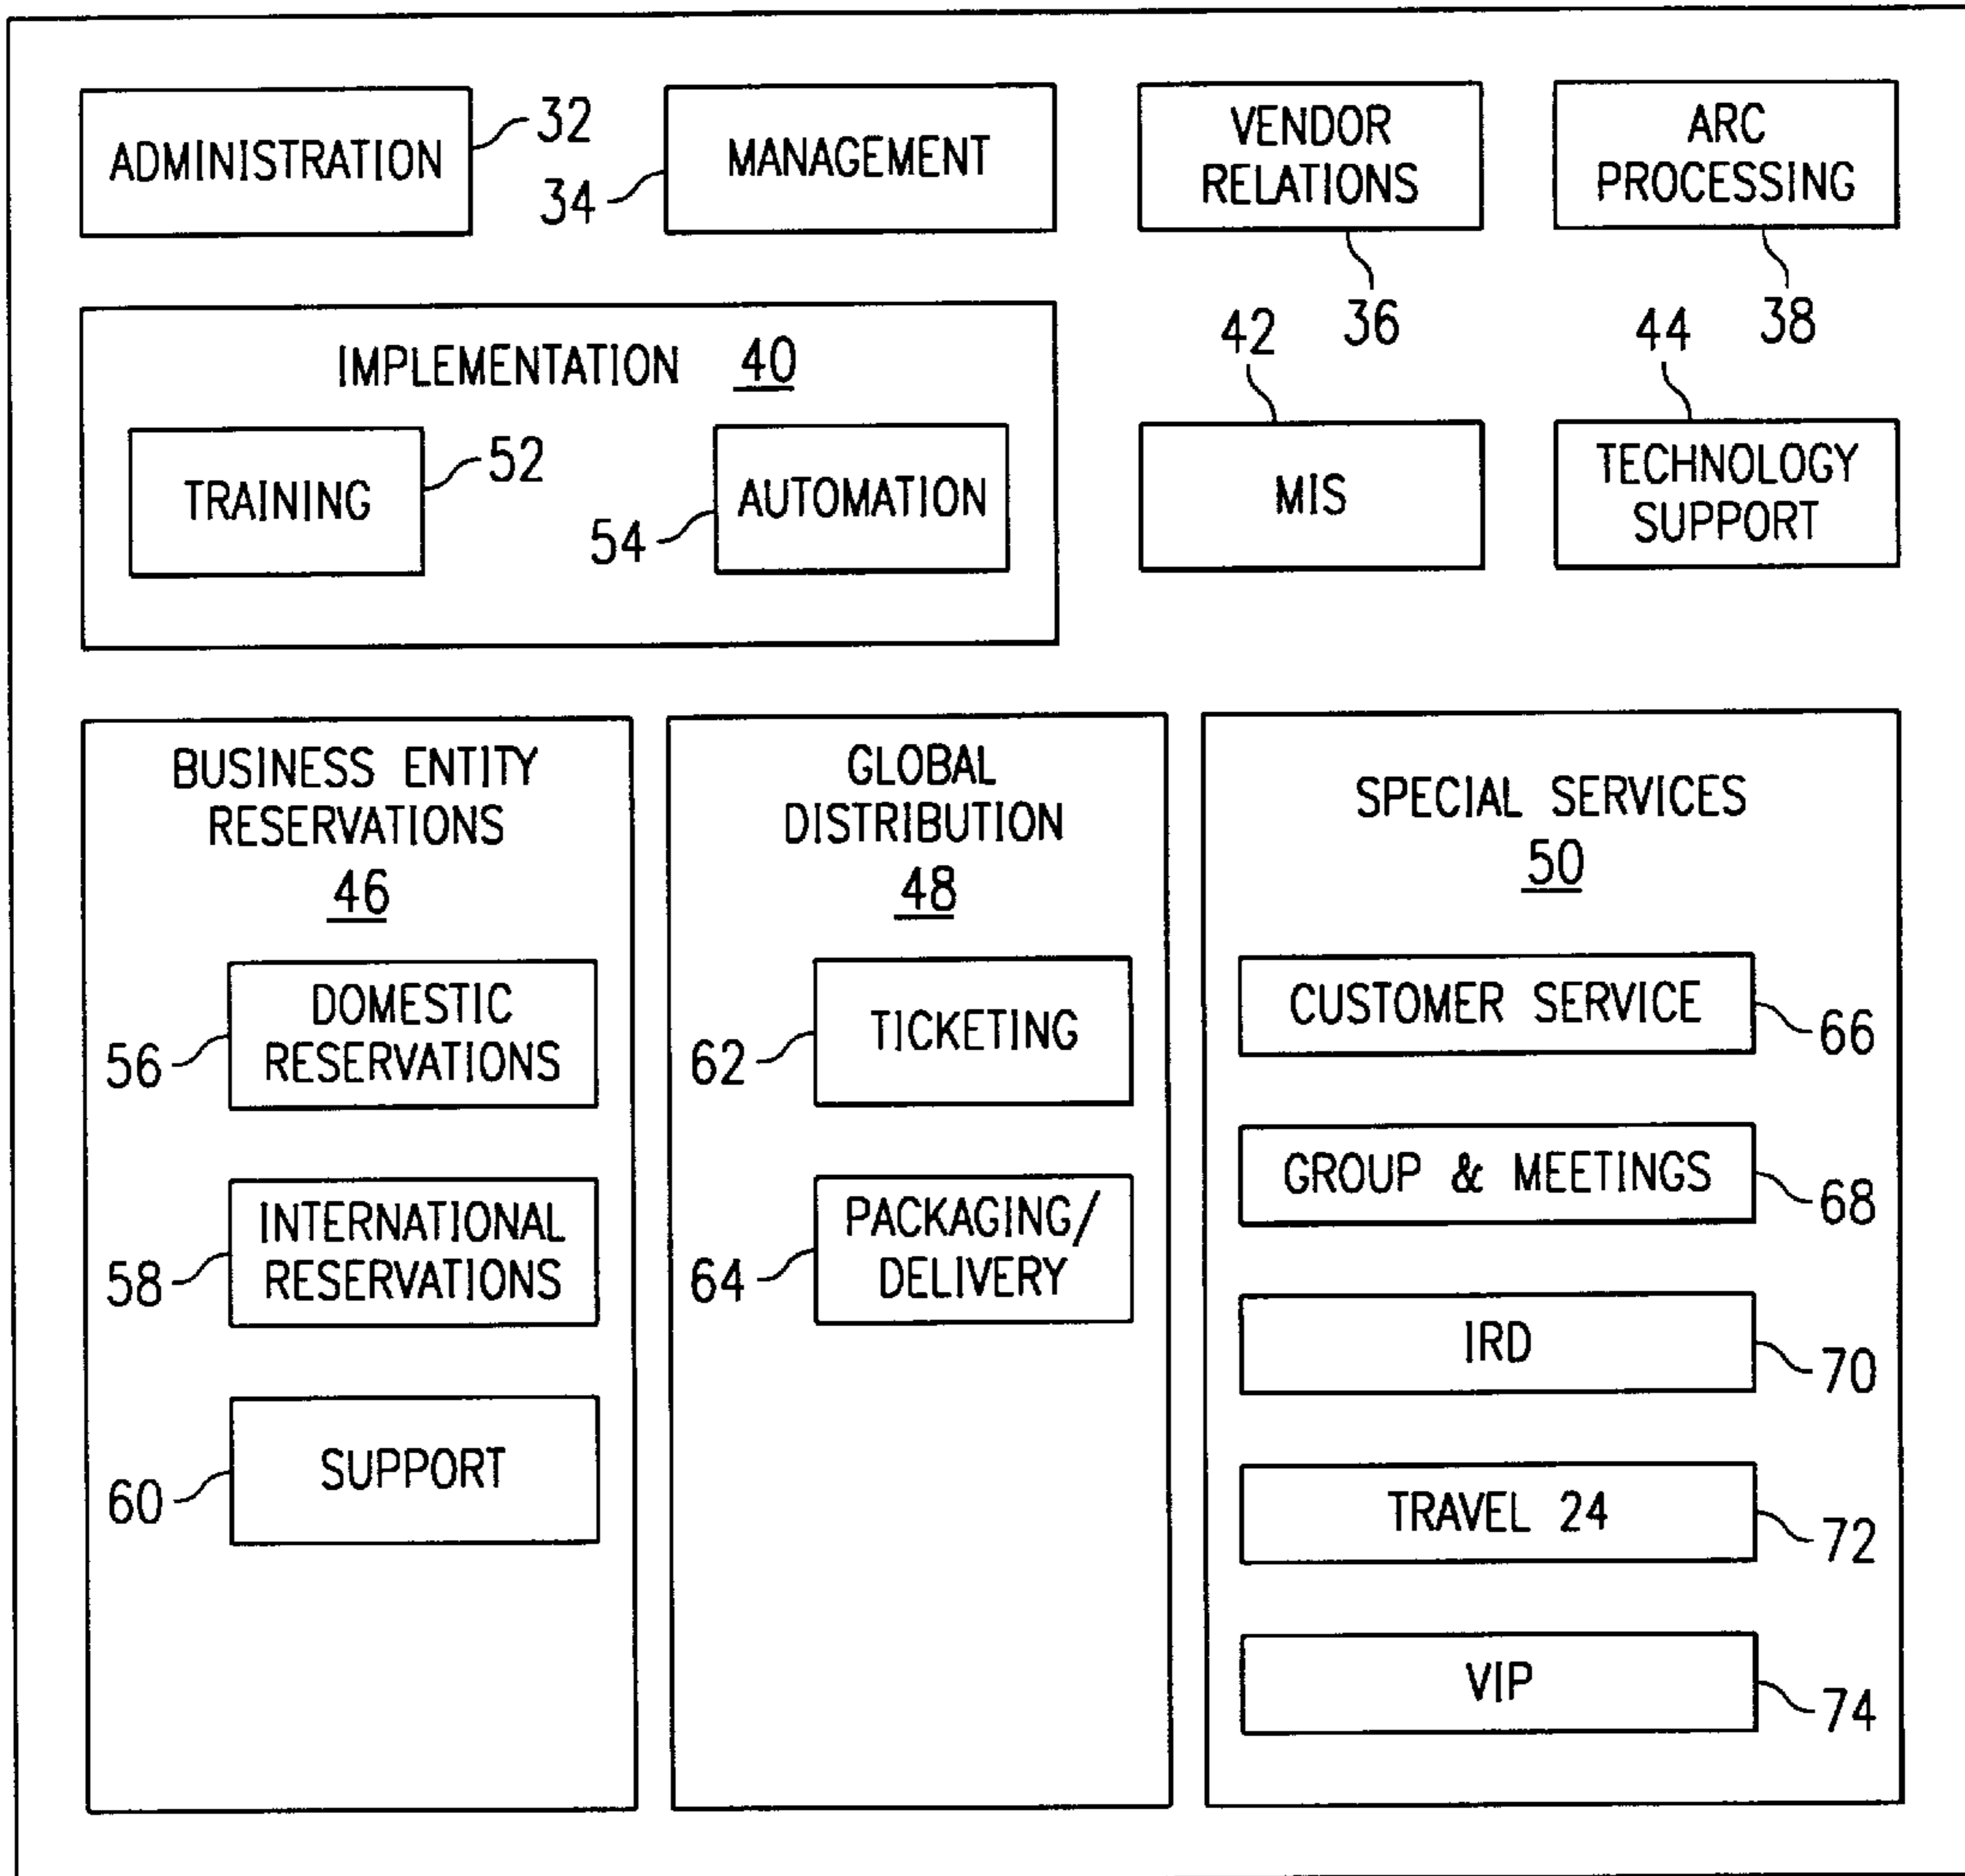 ADMINISTRATION
32
34
MANAGEMENT
VENDOR
RELATIONS
36
ARC
PROCESSING
38
IMPLEMENTATION 40
TRAINING
52
54
AUTOMATION
42
MIS
44
TECHNOLOGY
SUPPORT
BUSINESS ENTITY
RESERVATIONS
46
56
DOMESTIC
RESERVATIONS
58
INTERNATIONAL
RESERVATIONS
60
SUPPORT
GLOBAL
DISTRIBUTION
48
62
TICKETING
64
PACKAGING/
DELIVERY
SPECIAL SERVICES
50
CUSTOMER SERVICE
66
GROUP & MEETINGS
68
IRD
70
TRAVEL 24
72
VIP
74